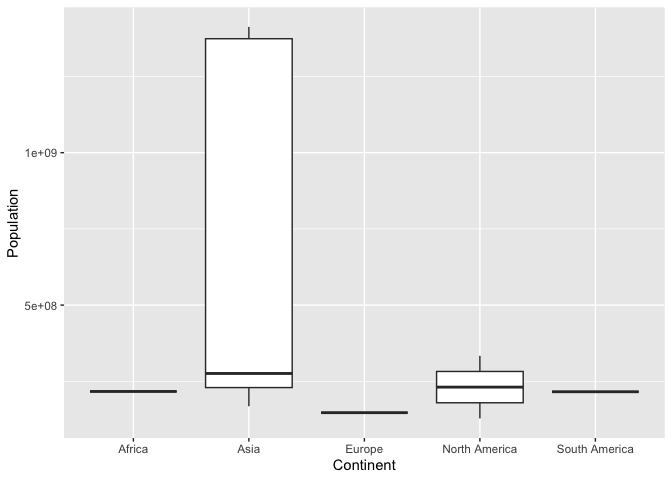 Population
1e+09
5e+08
Africa
Asia
Europe
North America
South America
Continent